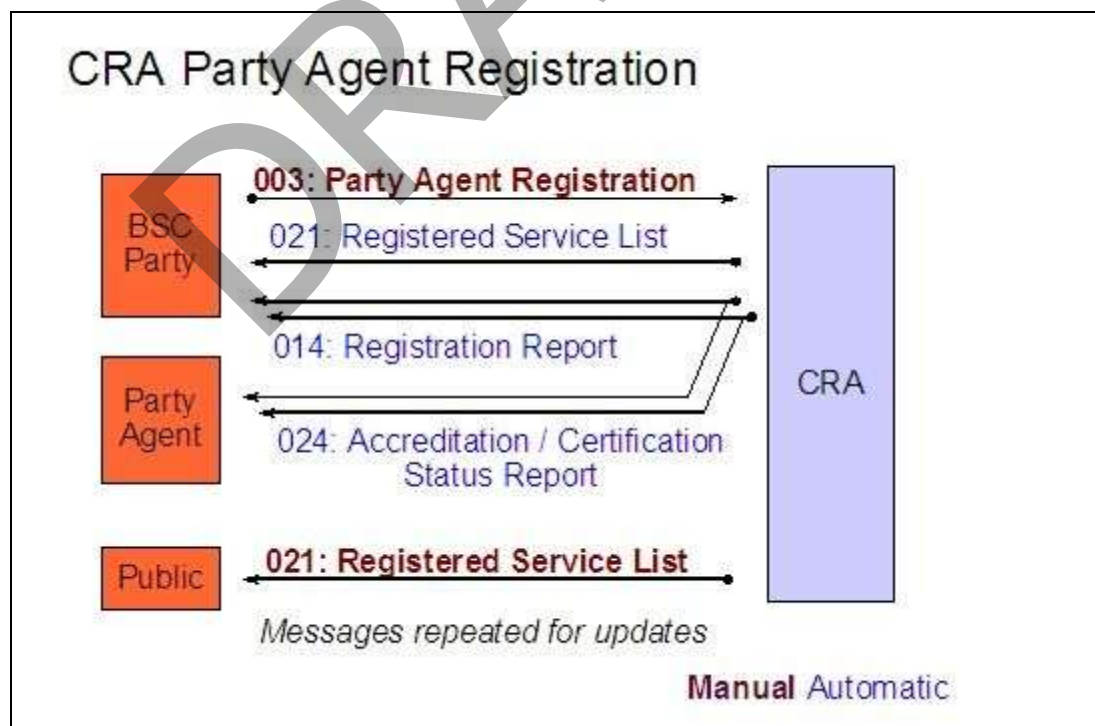 CRA Party Agent Registration
003: Party Agent Registration
BSC
Party
021: Registered Service List
014: Registration Report
CRA
Party
Agent
024: Accreditation / Certification
Status Report
Public
021: Registered Service List
Messages repeated for updates
Manual Automatic